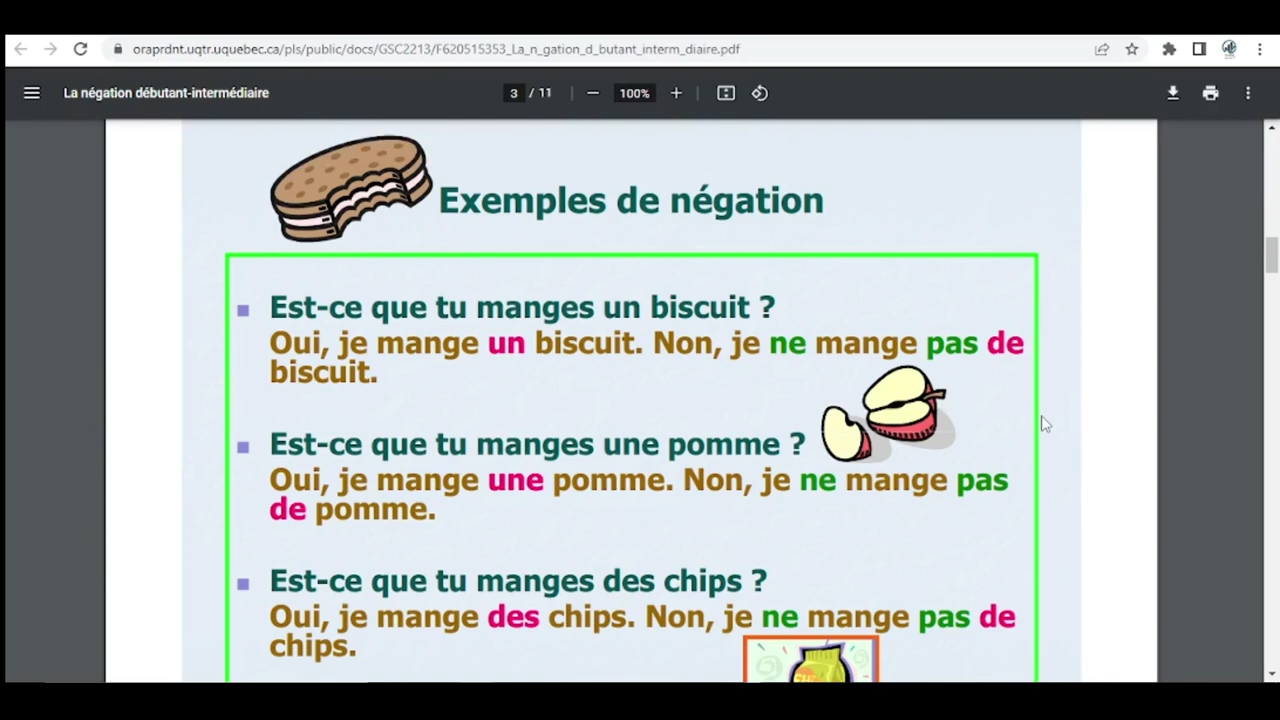 oraprdnt.uqtr.uquebec.ca/pls/public/docs/GSC2213/F620515353_La_n_gation_d_butant_interm_diaire.pdf
La négation débutant-intermédiaire
3 / 11
100%
Exemples de négation
Est-ce que tu manges un biscuit ?
Oui, je mange un biscuit. Non, je ne mange pas de
biscuit.
Est-ce que tu manges une pomme ?
Oui, je mange une pomme. Non, je ne mange pas
de pomme.
Est-ce que tu manges des chips ?
Oui, je mange des chips. Non, je ne mange pas de
chips.